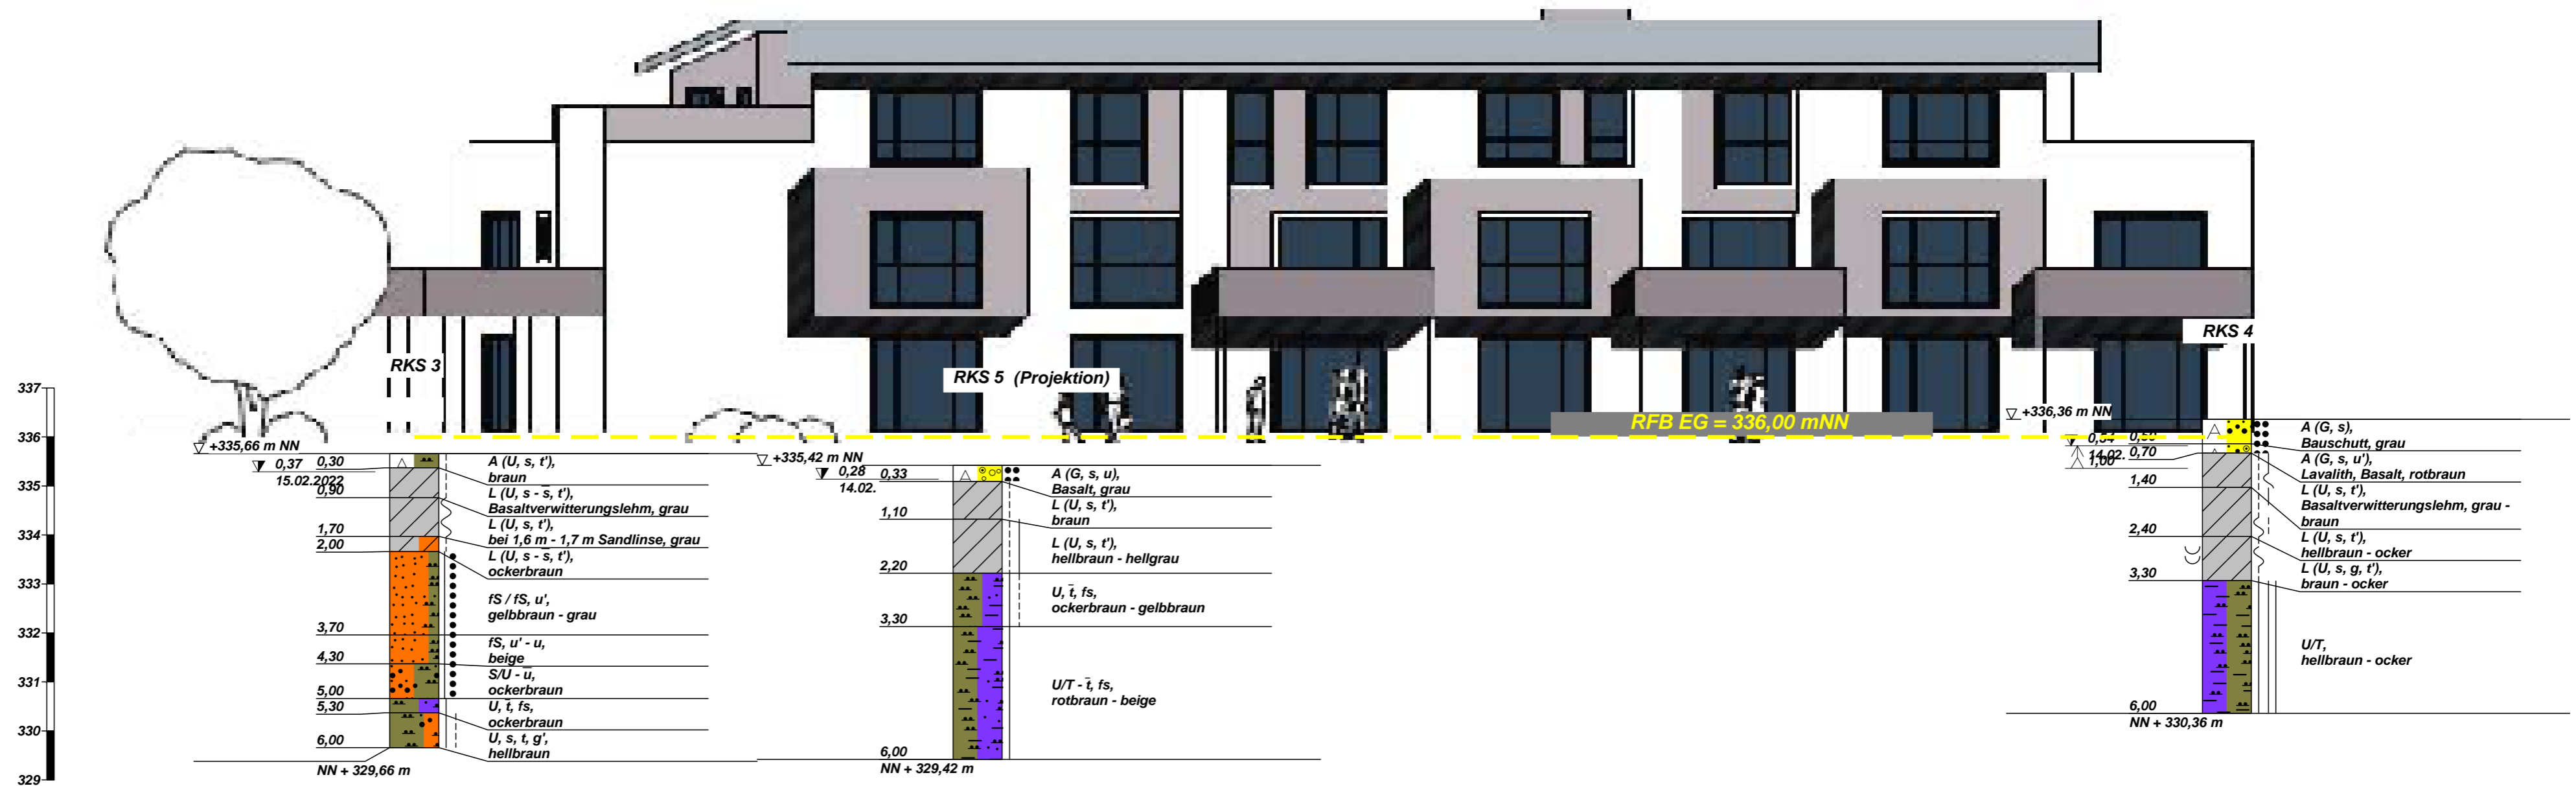 RKS 4
RKS 3
RKS 5 (Projektion)
RFB EG = 336,00 mNN
337
336
335
334
333
332
331
330
329
+335,66 m NN
0,37
15.02.2022
0,30
0,90
1,70
2,00
3,70
4,30
5,00
5,30
6,00
NN + 329,66 m
A (U, s, t'),
braun
L (U, s - s̅, t'),
Basaltverwitterungslehm, grau
L (U, s, t'),
bei 1,6 m - 1,7 m Sandlinse, grau
L (U, s - s̅, t'),
ockerbraun
fS / fS, u',
gelbbraun - grau
fS, u' - u,
beige
S/U - u̅,
ockerbraun
U, t̅, fs,
ockerbraun
U, s, t, g',
hellbraun
+335,42 m NN
0,28
14.02.
0,33
1,10
2,20
3,30
6,00
NN + 329,42 m
A (G, s, u),
Basalt, grau
L (U, s, t'),
braun
L (U, s, t'),
hellbraun - hellgrau
U, t̅, fs,
ockerbraun - gelbbraun
U/T - t̅, fs,
rotbraun - beige
+336,36 m NN
0,54
14.02.
1,00
0,50
0,70
1,40
2,40
3,30
6,00
NN + 330,36 m
A (G, s),
Bauschutt, grau
A (G, s, u'),
Lavalith, Basalt, rotbraun
L (U, s, t'),
Basaltverwitterungslehm, grau -
braun
L (U, s, t'),
hellbraun - ocker
L (U, s, g, t'),
braun - ocker
U/T,
hellbraun - ocker